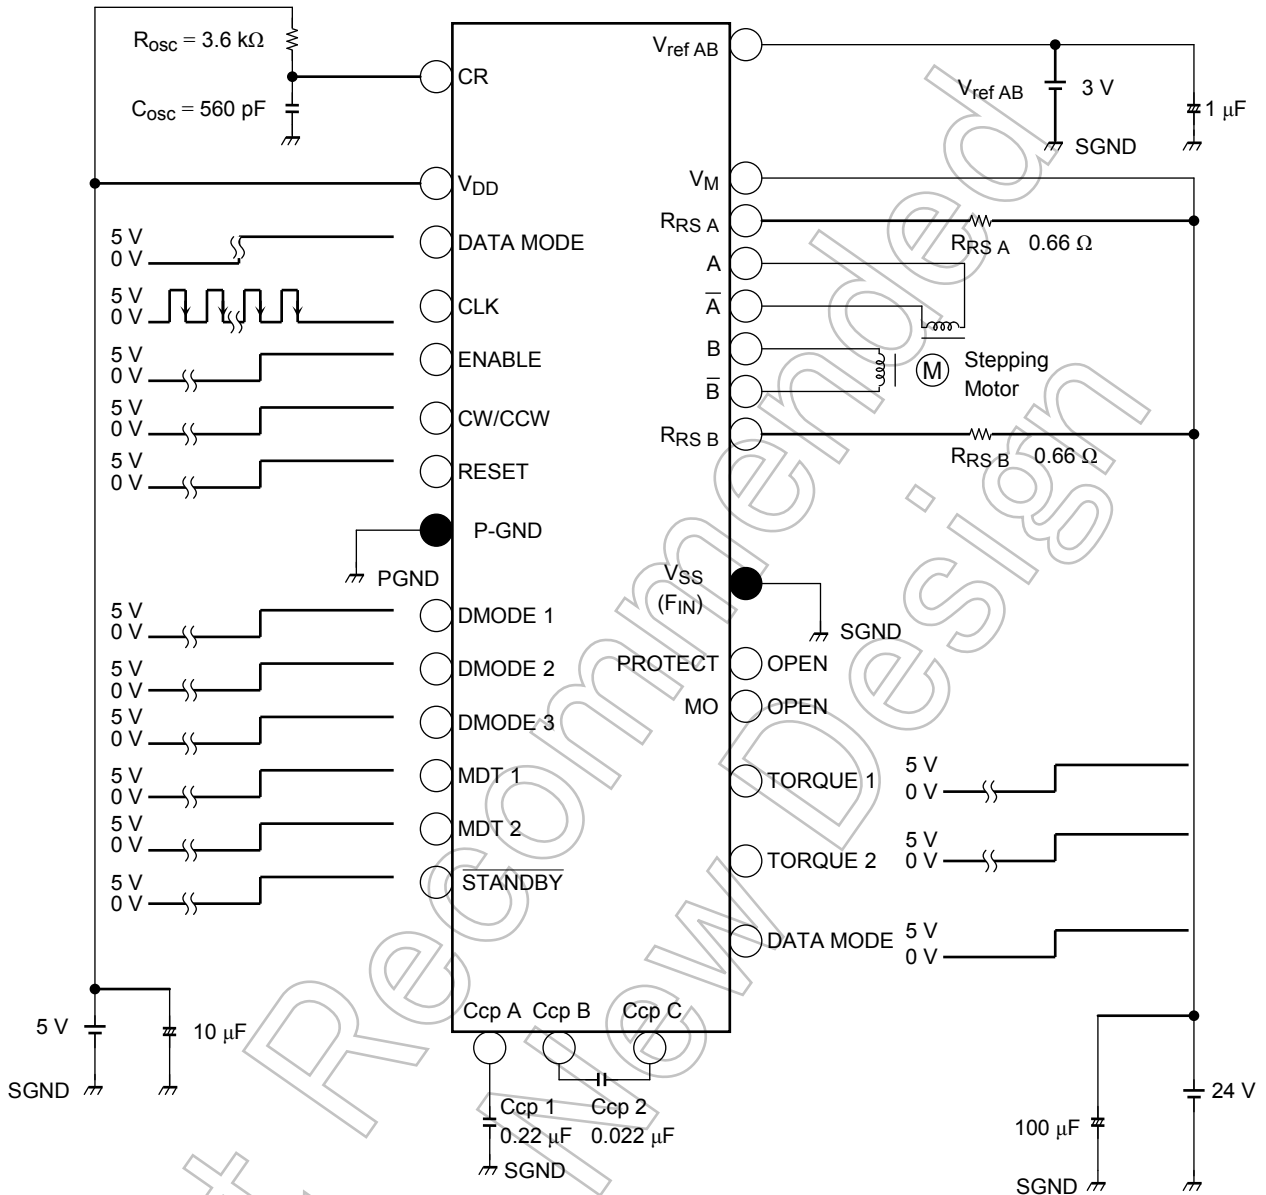 Rosc = 3.6 kΩ
Cosc = 560 pF
CR
VDD
5 V
0 V
DATA MODE
5 V
0 V
CLK
5 V
0 V
ENABLE
5 V
0 V
CW/CCW
5 V
0 V
RESET
P-GND
PGND
5 V
0 V
DMODE 1
5 V
0 V
DMODE 2
5 V
0 V
DMODE 3
5 V
0 V
MDT 1
5 V
0 V
MDT 2
5 V
0 V
S̅T̅A̅N̅D̅B̅Y̅
5 V
10 μF
SGND
Ccp A
Ccp B
Ccp C
Ccp 1
0.22 μF
SGND
Ccp 2
0.022 μF
Vref AB
Vref AB
3 V
SGND
1 μF
VM
RRS A
RRS A 0.66 Ω
A
A̅
B
B̅
M
Stepping
Motor
RRS B
RRS B 0.66 Ω
VSS
(FIN)
SGND
PROTECT
OPEN
MO
OPEN
TORQUE 1
5 V
0 V
TORQUE 2
5 V
0 V
DATA MODE
5 V
0 V
100 μF
SGND
24 V
Recommended
New Design